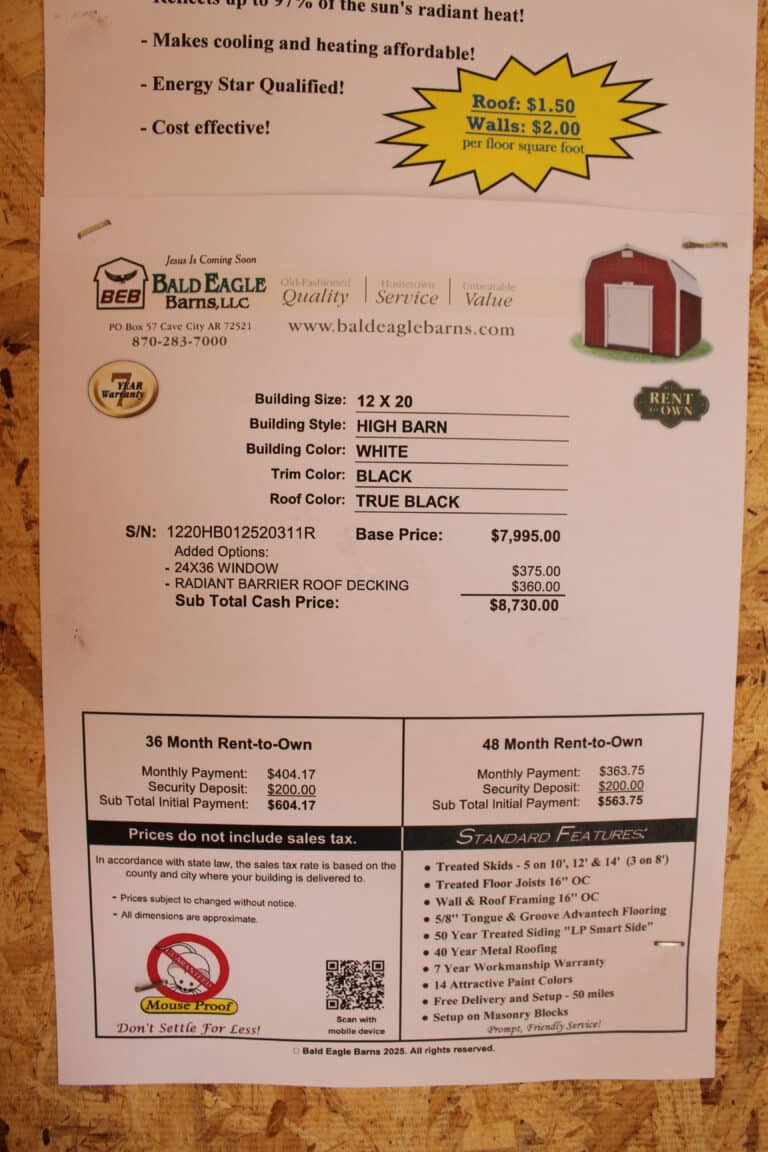 Reflects up to 97% of the sun's radiant heat!
- Makes cooling and heating affordable!
- Energy Star Qualified!
- Cost effective!
Roof: $1.50
Walls: $2.00
per floor square foot
Jesus Is Coming Soon
BEB
BALD EAGLE
BARNS, LLC
Old-Fashioned Quality
Hometown Service
Unbeatable Value
PO Box 57 Cave City AR 72521
870-283-7000
www.baldeaglebarns.com
7 YEAR
Warranty
RENT
TO OWN
Building Size: 12 X 20
Building Style: HIGH BARN
Building Color: WHITE
Trim Color: BLACK
Roof Color: TRUE BLACK
S/N: 1220HB012520311R Base Price: $7,995.00
Added Options:
- 24X36 WINDOW $375.00
- RADIANT BARRIER ROOF DECKING $360.00
Sub Total Cash Price: $8,730.00
36 Month Rent-to-Own
Monthly Payment: $404.17
Security Deposit: $200.00
Sub Total Initial Payment: $604.17
48 Month Rent-to-Own
Monthly Payment: $363.75
Security Deposit: $200.00
Sub Total Initial Payment: $563.75
Prices do not include sales tax.
In accordance with state law, the sales tax rate is based on the
county and city where your building is delivered to.
- Prices subject to changed without notice.
- All dimensions are approximate.
GUARANTEED
Mouse Proof
Don't Settle For Less!
Scan with
mobile device
STANDARD FEATURES:
• Treated Skids - 5 on 10', 12' & 14' (3 on 8')
• Treated Floor Joists 16" OC
• Wall & Roof Framing 16" OC
• 5/8" Tongue & Groove Advantech Flooring
• 50 Year Treated Siding "LP Smart Side"
• 40 Year Metal Roofing
• 7 Year Workmanship Warranty
• 14 Attractive Paint Colors
• Free Delivery and Setup - 50 miles
• Setup on Masonry Blocks
Prompt, Friendly Service!
▯ Bald Eagle Barns 2025. All rights reserved.